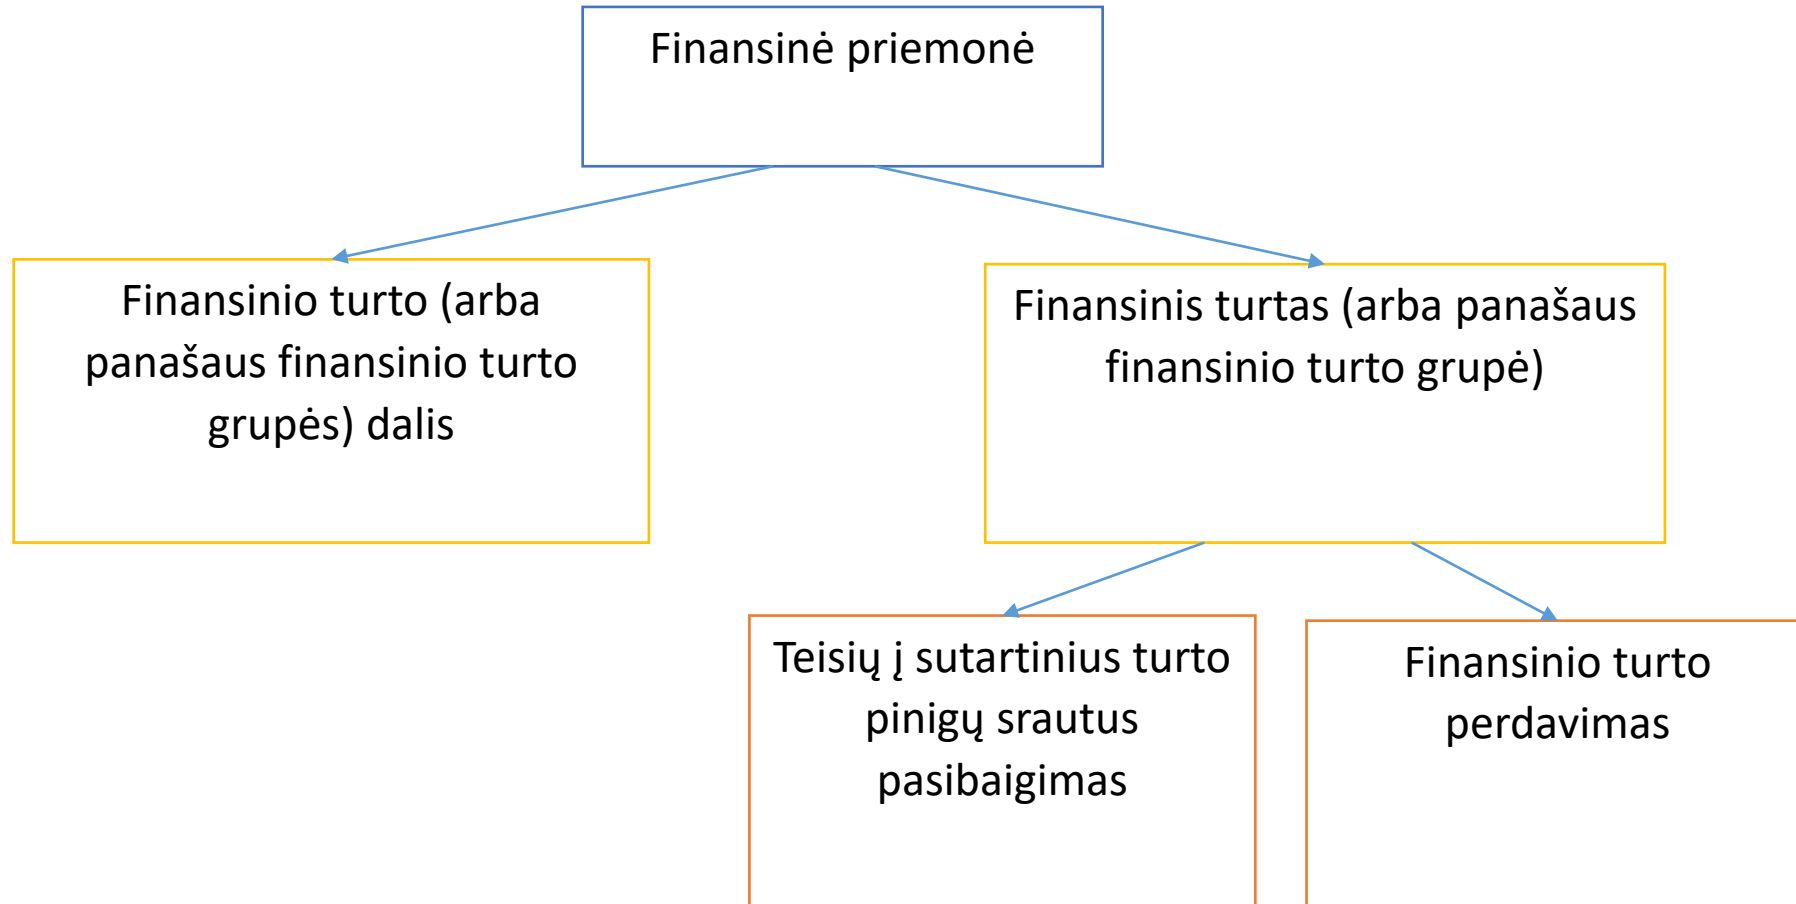 Finansinė priemonė
Finansinio turto (arba
panašaus finansinio turto
grupės) dalis
Finansinis turtas (arba panašaus
finansinio turto grupė)
Teisių į sutartinius turto
pinigų srautus
pasibaigimas
Finansinio turto
perdavimas